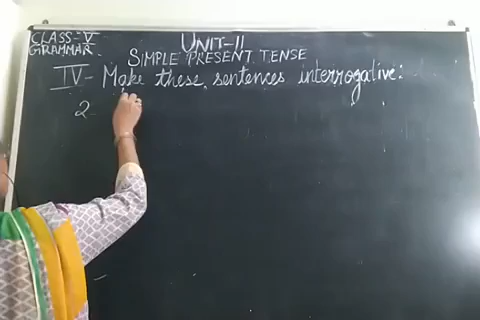 CLASS-V
GRAMMAR
UNIT-II
SIMPLE PRESENT TENSE
IV- Make these sentences interrogative:
2